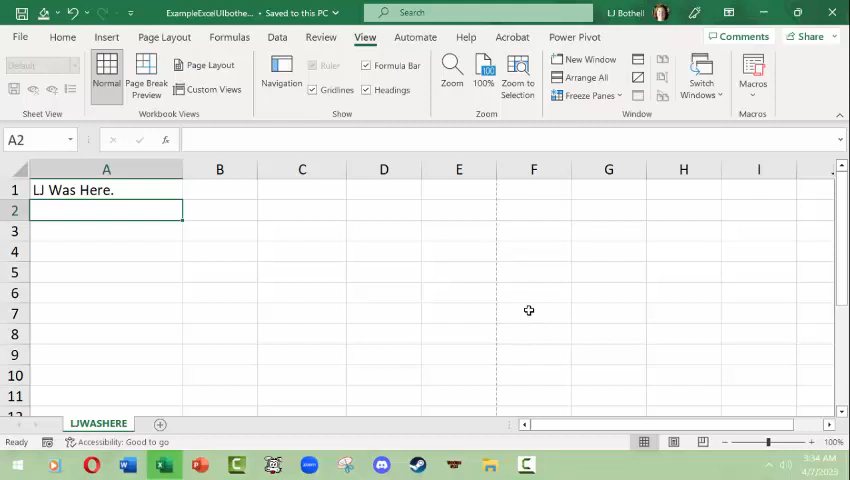 ExampleExcelUIbothe... • Saved to this PC
Search
LJ Bothell
File Home Insert Page Layout Formulas Data Review View Automate Help Acrobat Power Pivot
Comments Share
Default
Normal
Page Break
Preview
Page Layout
Custom Views
Navigation
Ruler
Gridlines
Formula Bar
Headings
Zoom
100
100%
Zoom to
Selection
New Window
Arrange All
Freeze Panes
Switch
Windows
Macros
Sheet View
Workbook Views
Show
Zoom
Window
Macros
A2
fx
A B C D E F G H I
1 LJ Was Here.
2
3
4
5
6
7
8
9
10
11
LJWASHERE
Ready
Accessibility: Good to go
100%
3:34 AM
4/7/2023